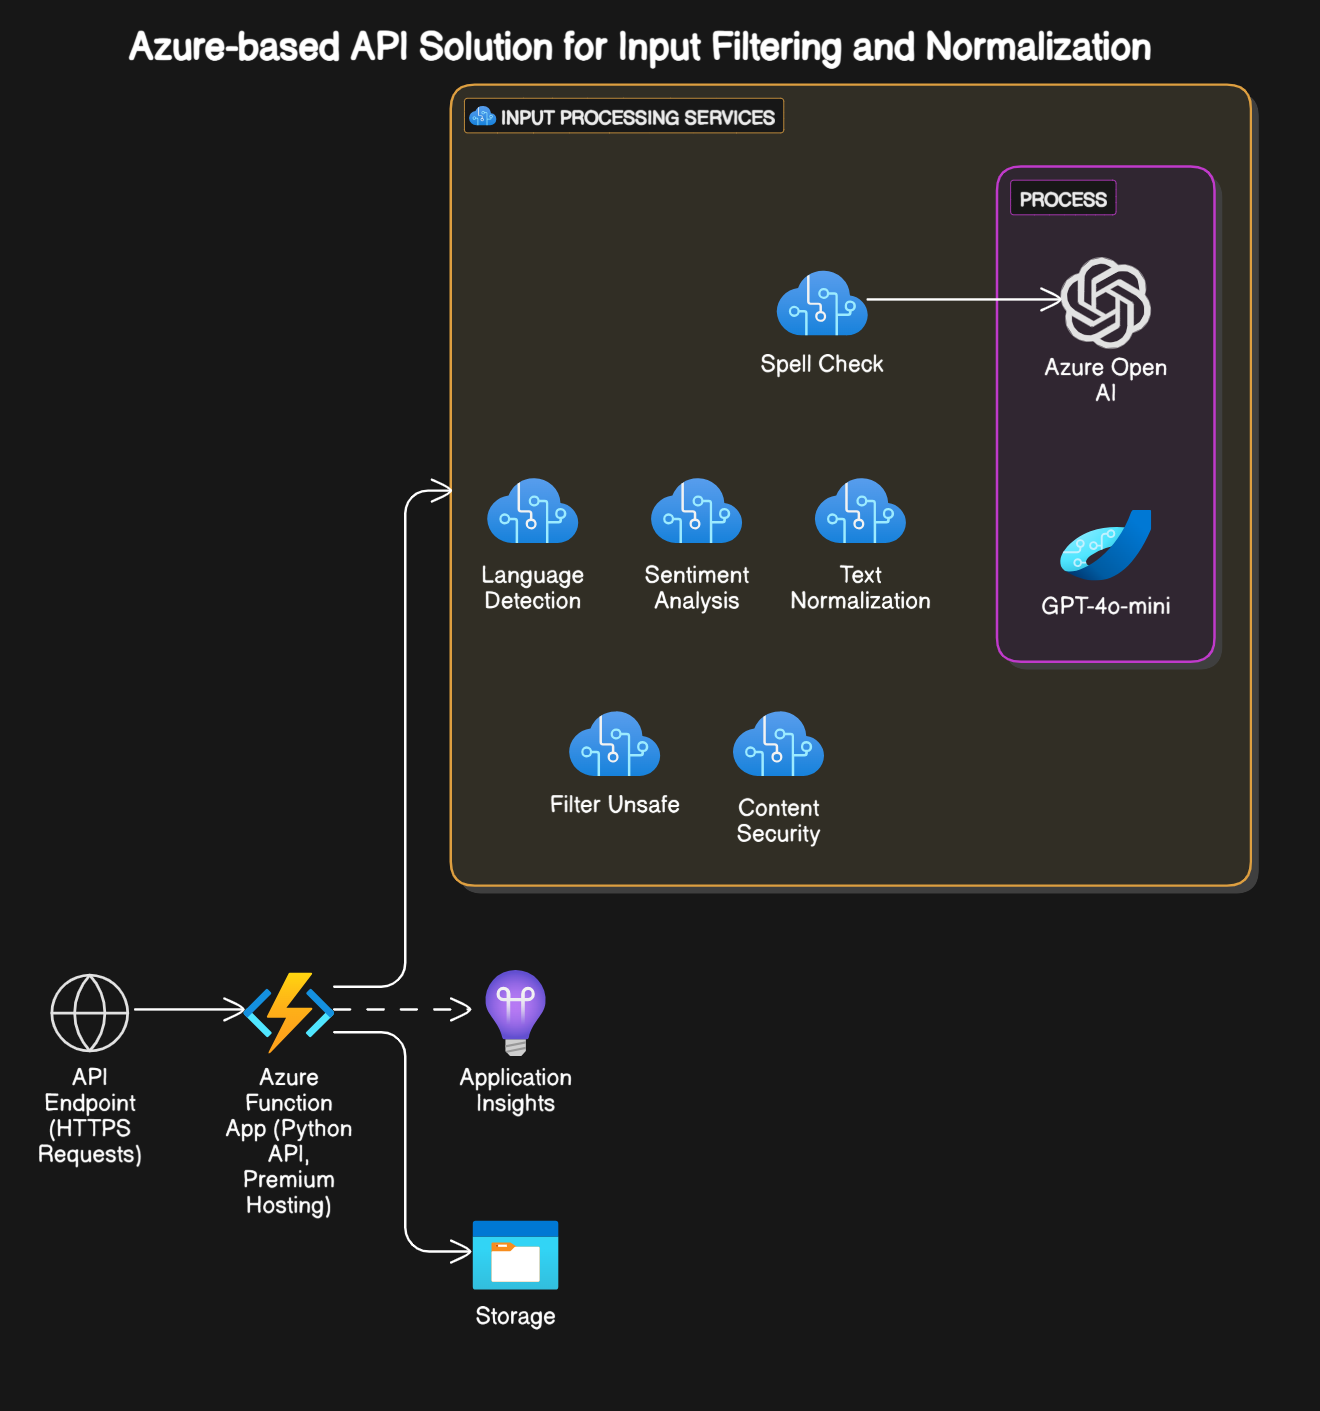 Azure-based API Solution for Input Filtering and Normalization
INPUT PROCESSING SERVICES
PROCESS
Spell Check
Azure Open
AI
Language
Detection
Sentiment
Analysis
Text
Normalization
GPT-4o-mini
Filter Unsafe
Content
Security
API
Endpoint
(HTTPS
Requests)
Azure
Function
App (Python
API,
Premium
Hosting)
Application
Insights
Storage